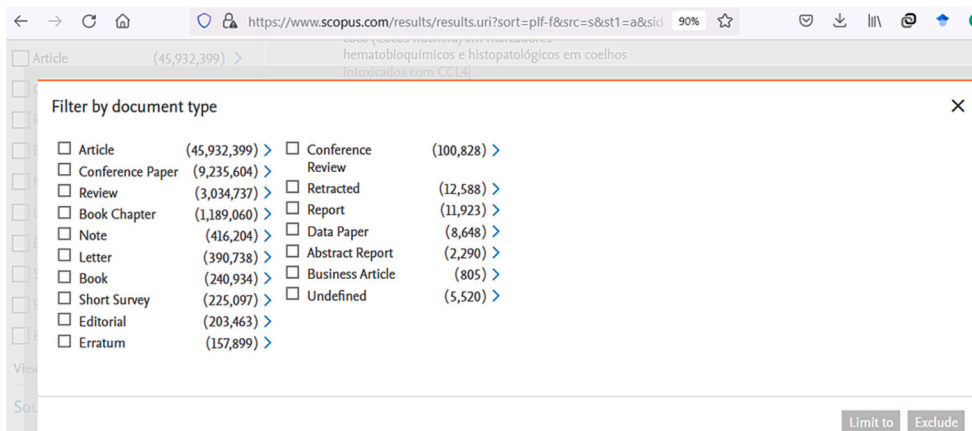 https://www.scopus.com/results/results.uri?sort=plf-f&src=s&st1=a&sid
90%
coco (Cocos nucifera) em marcadores
Article (45,932,399)
hematobioquímicos e histopatológicos em coelhos
intoxicados com CCL4]
Filter by document type
Article (45,932,399)
Conference Paper (9,235,604)
Review (3,034,737)
Book Chapter (1,189,060)
Note (416,204)
Letter (390,738)
Book (240,934)
Short Survey (225,097)
Editorial (203,463)
Erratum (157,899)
Conference (100,828)
Review
Retracted (12,588)
Report (11,923)
Data Paper (8,648)
Abstract Report (2,290)
Business Article (805)
Undefined (5,520)
View
Sou
Limit to Exclude